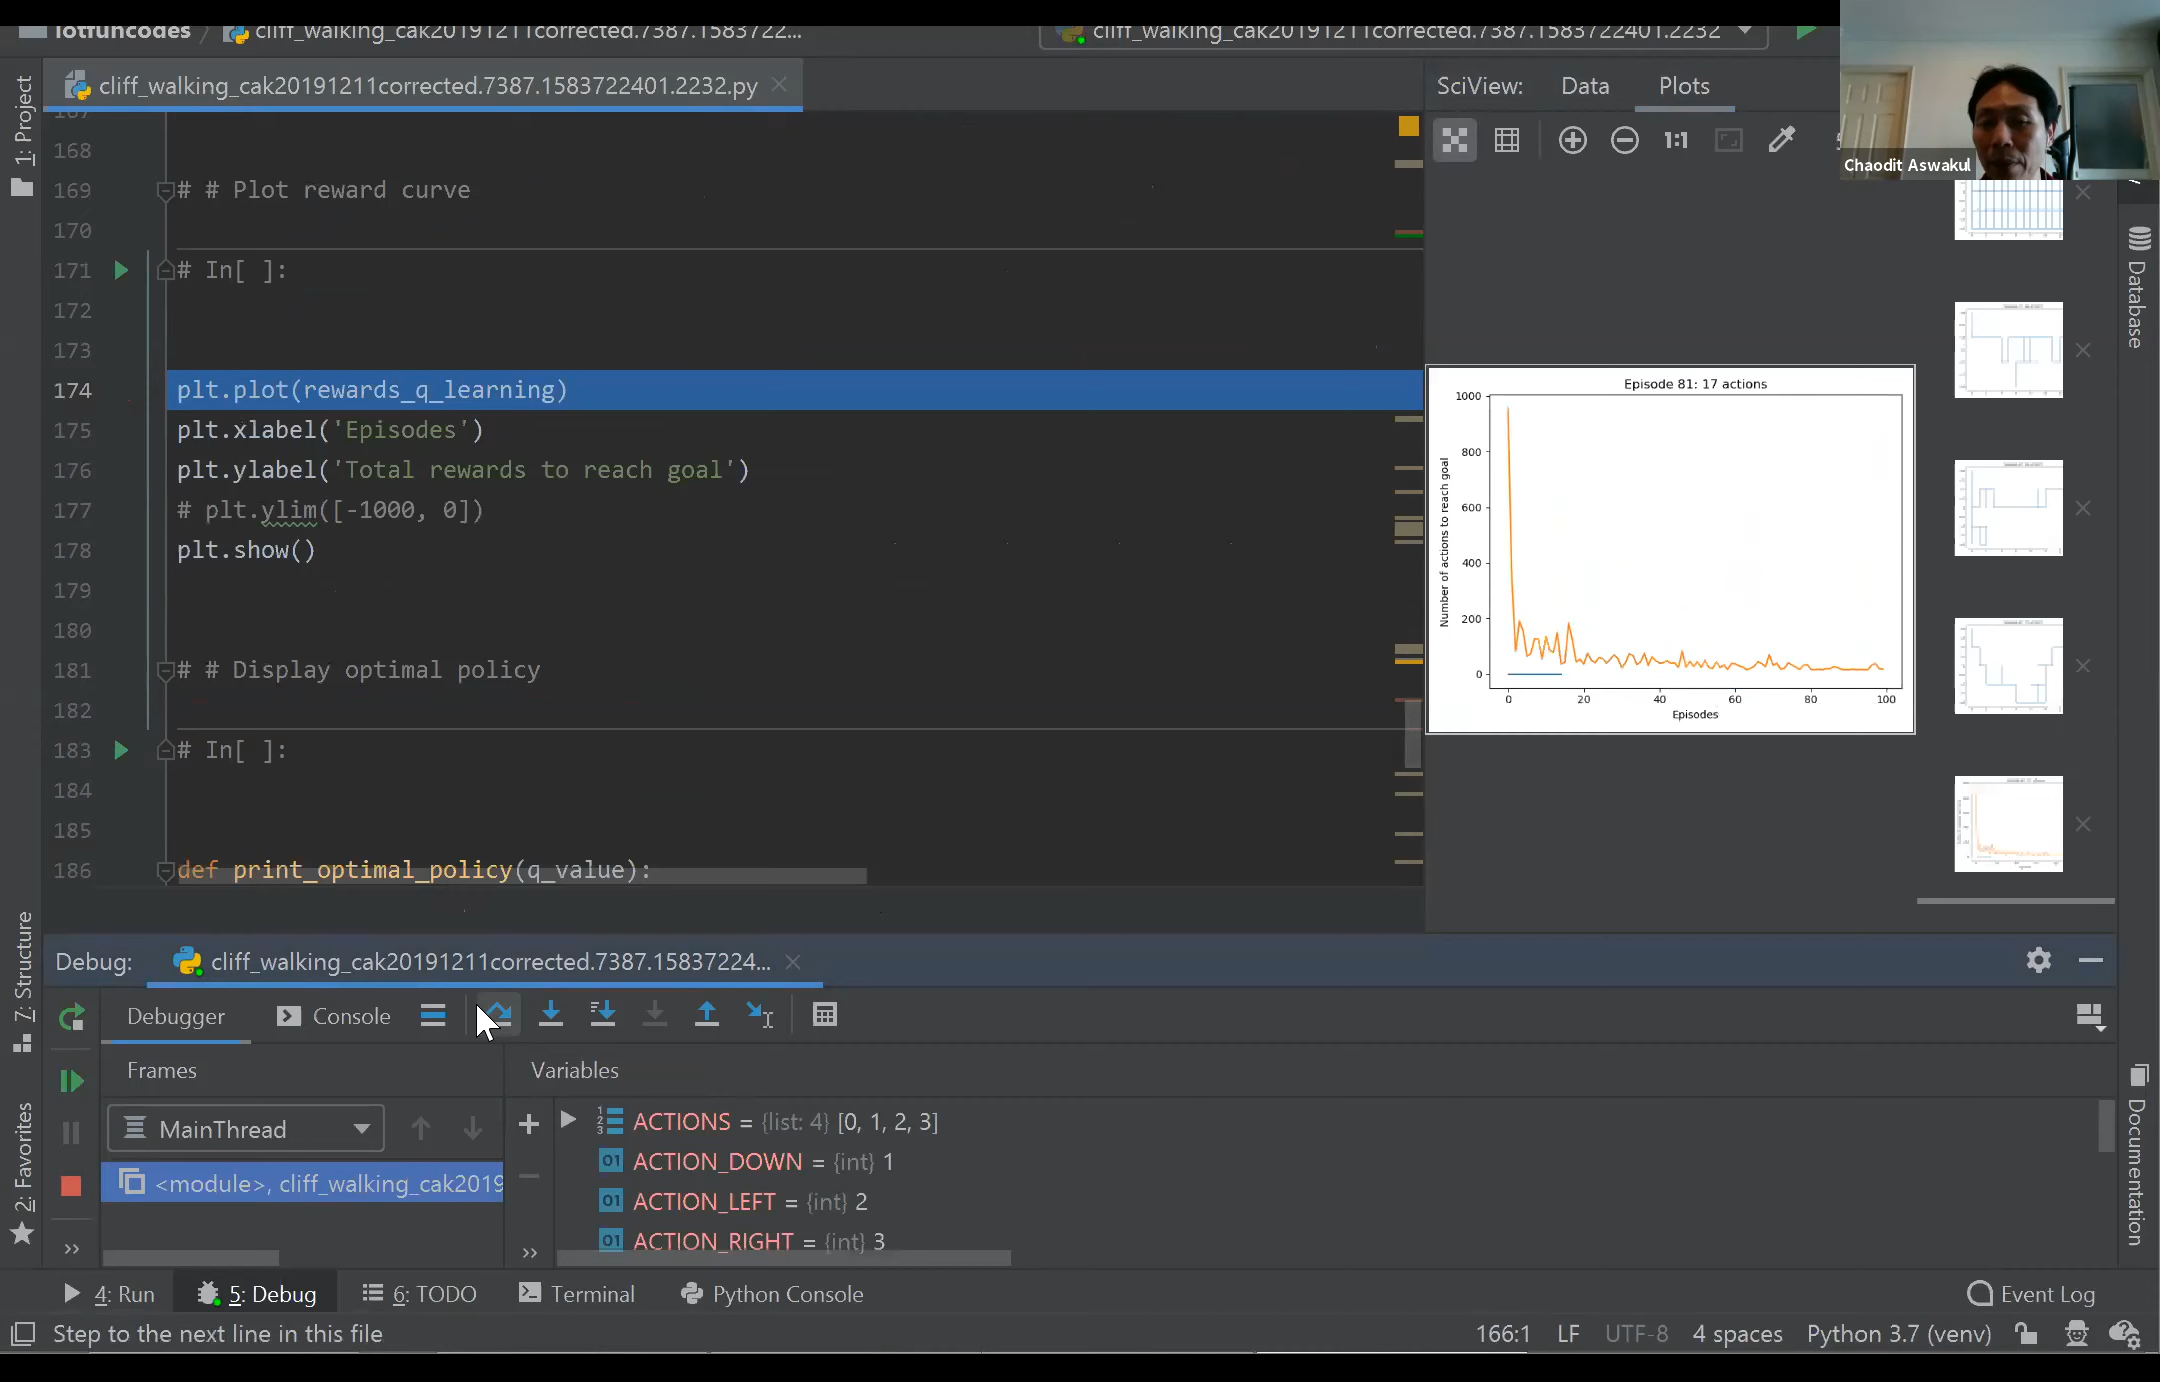 iotfuncodes
cliff_walking_cak20191211corrected.7387.1583722...
cliff_walking_cak20191211corrected.7387.1583722401.2232
cliff_walking_cak20191211corrected.7387.1583722401.2232.py
SciView:
Data
Plots
1:1
Chaodit Aswakul
1: Project
7: Structure
2: Favorites
Database
Documentation
167
168
169 # # Plot reward curve
170
171 # In[ ]:
172
173
174 plt.plot(rewards_q_learning)
175 plt.xlabel('Episodes')
176 plt.ylabel('Total rewards to reach goal')
177 # plt.ylim([-1000, 0])
178 plt.show()
179
180
181 # # Display optimal policy
182
183 # In[ ]:
184
185
186 def print_optimal_policy(q_value):
Episode 81: 17 actions
Number of actions to reach goal
1000
800
600
400
200
0
0 20 40 60 80 100
Episodes
Debug:
cliff_walking_cak20191211corrected.7387.15837224...
Debugger
Console
Frames
Variables
MainThread
<module>, cliff_walking_cak2019
ACTIONS = {list: 4} [0, 1, 2, 3]
01 ACTION_DOWN = {int} 1
01 ACTION_LEFT = {int} 2
01 ACTION_RIGHT = {int} 3
4: Run
5: Debug
6: TODO
Terminal
Python Console
Event Log
Step to the next line in this file
166:1 LF UTF-8 4 spaces Python 3.7 (venv)